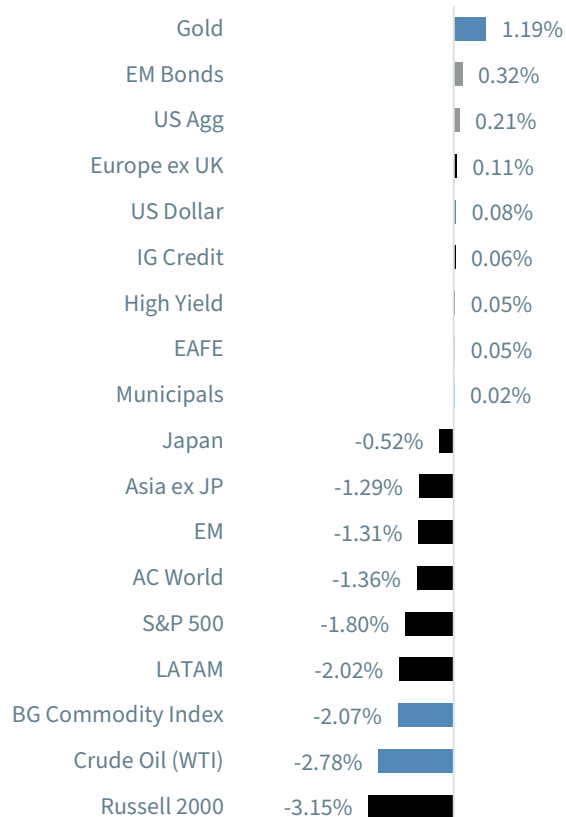 Gold 1.19%
EM Bonds 0.32%
US Agg 0.21%
Europe ex UK 0.11%
US Dollar 0.08%
IG Credit 0.06%
High Yield 0.05%
EAFE 0.05%
Municipals 0.02%
Japan -0.52%
Asia ex JP -1.29%
EM -1.31%
AC World -1.36%
S&P 500 -1.80%
LATAM -2.02%
BG Commodity Index -2.07%
Crude Oil (WTI) -2.78%
Russell 2000 -3.15%